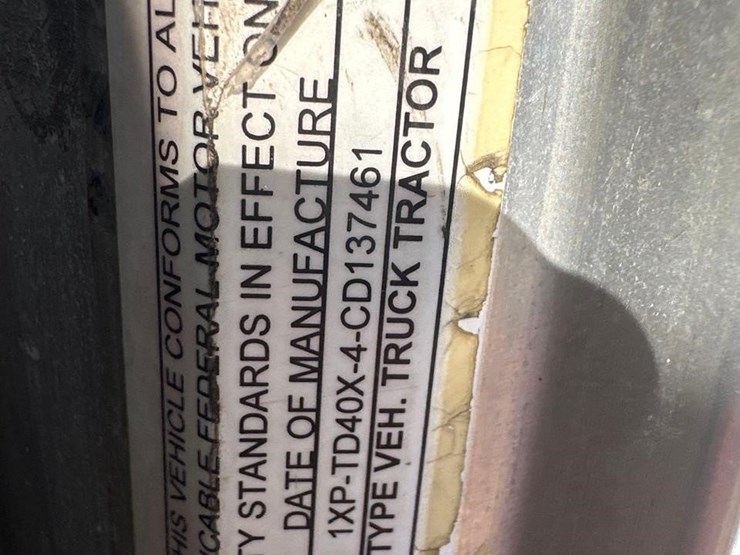 HIS VEHICLE CONFORMS TO AL
ICABLE FEDERAL MOTOR VEH
TY STANDARDS IN EFFECT ON
DATE OF MANUFACTURE
1XP-TD40X-4-CD137461
TYPE VEH. TRUCK TRACTOR